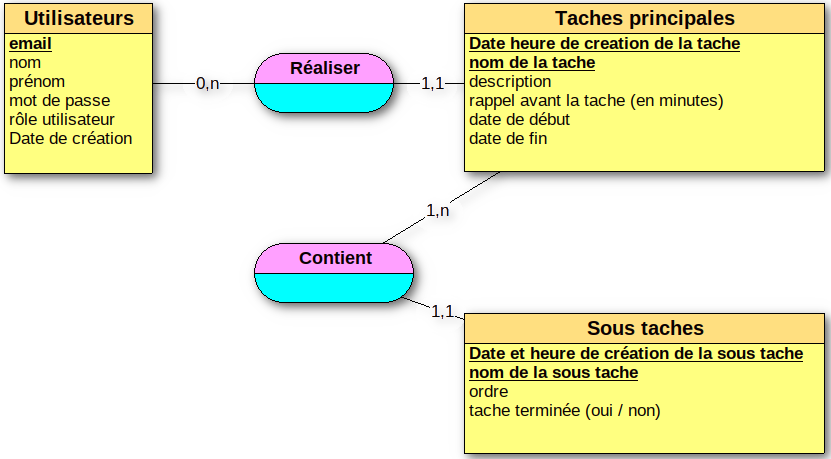 Utilisateurs
email
nom
prénom
mot de passe
rôle utilisateur
Date de création
0,n
Réaliser
1,1
Taches principales
Date heure de creation de la tache
nom de la tache
description
rappel avant la tache (en minutes)
date de début
date de fin
1,n
Contient
1,1
Sous taches
Date et heure de création de la sous tache
nom de la sous tache
ordre
tache terminée (oui / non)